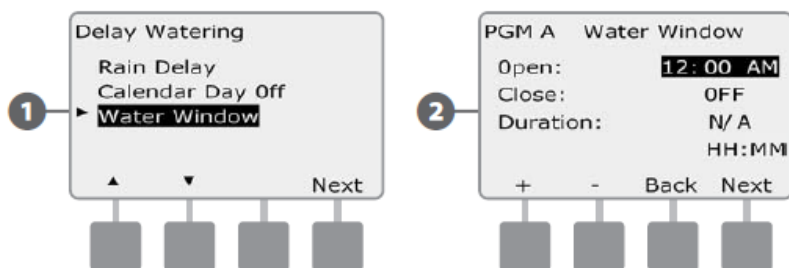 1
Delay Watering
Rain Delay
Calendar Day Off
► Water Window
▲ ▼ Next
2
PGM A Water Window
Open: 12:00 AM
Close: OFF
Duration: N/A
HH:MM
+ - Back Next